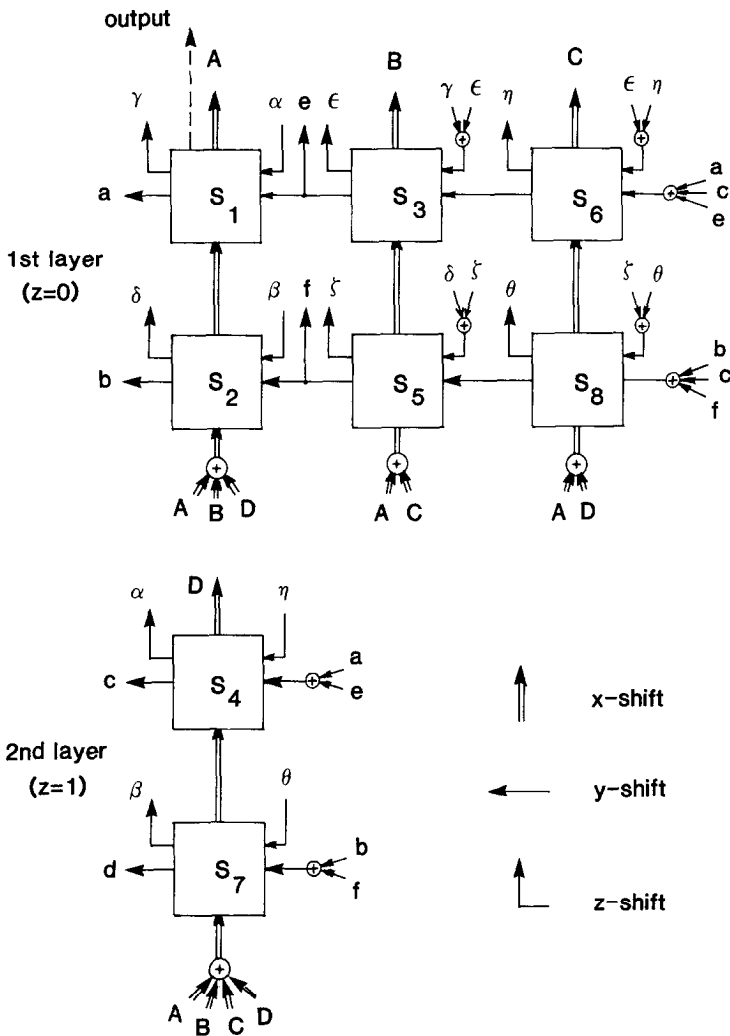 output
A B C
γ α e ϵ γ ϵ η ϵ η
a S1 S3 S6 a c e
1st layer
(z=0)
δ β f ζ δ ζ θ ζ θ
b S2 S5 S8 b c f
+ + +
A B D A C A D
D
α η
c S4 + a e
x-shift
2nd layer
(z=1)
β θ
y-shift
d S7 + b f
z-shift
+
A B C D